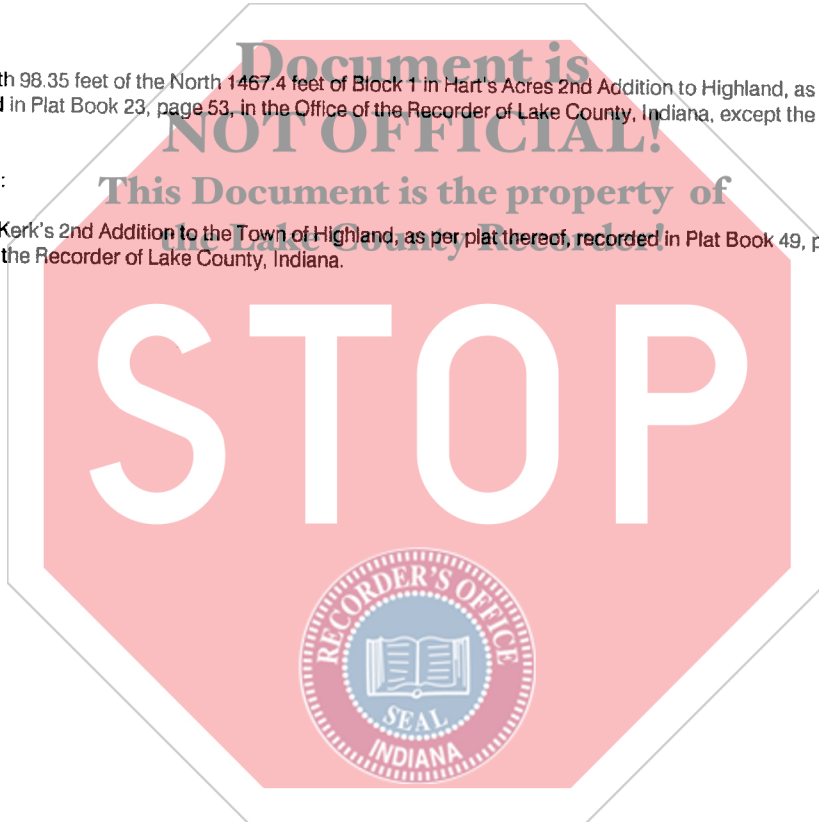 Document is
th 98.35 feet of the North 1467.4 feet of Block 1 in Hart's Acres 2nd Addition to Highland, as
in Plat Book 23, page 53, in the Office of the Recorder of Lake County, Indiana, except the
NOT OFFICIAL!
:
This Document is the property of
Kerk's 2nd Addition to the Town of Highland, as per plat thereof, recorded in Plat Book 49, p
the Lake County Recorder!
the Recorder of Lake County, Indiana.
STOP
RECORDER'S OFFICE
SEAL
INDIANA